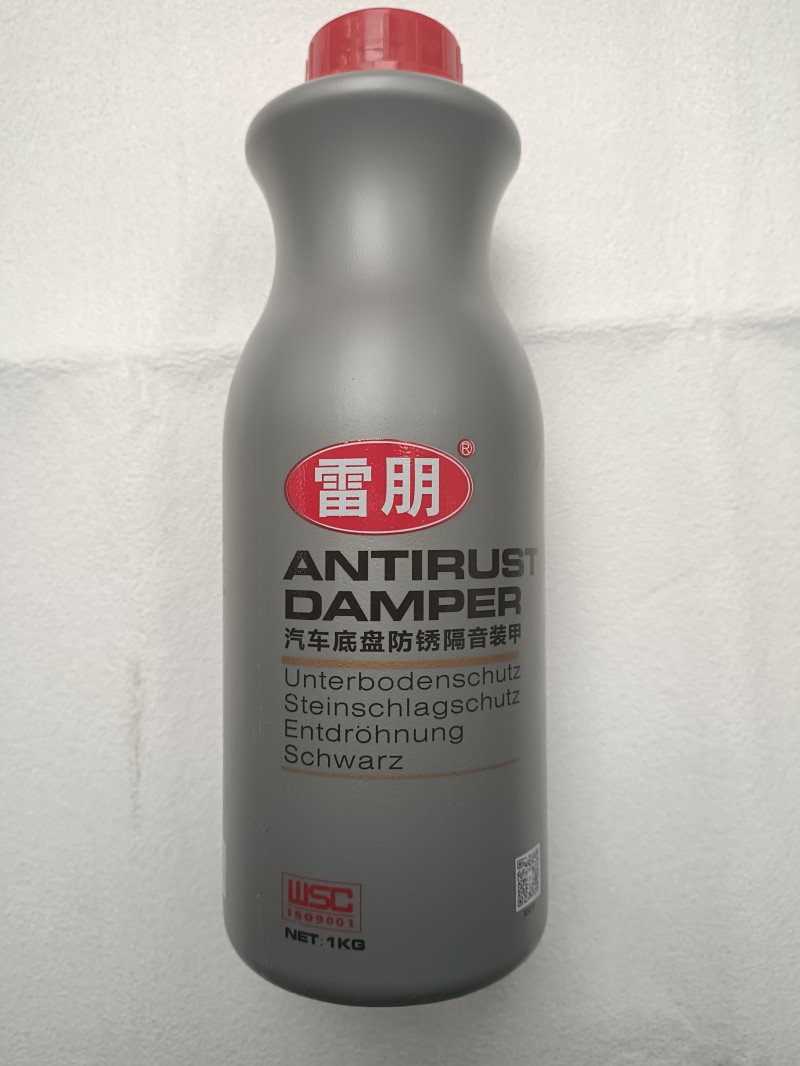 雷朋®
ANTIRUST
DAMPER
汽车底盘防锈隔音装甲
Unterbodenschutz
Steinschlagschutz
Entdröhnung
Schwarz
WSC
ISO9001
NET:1KG